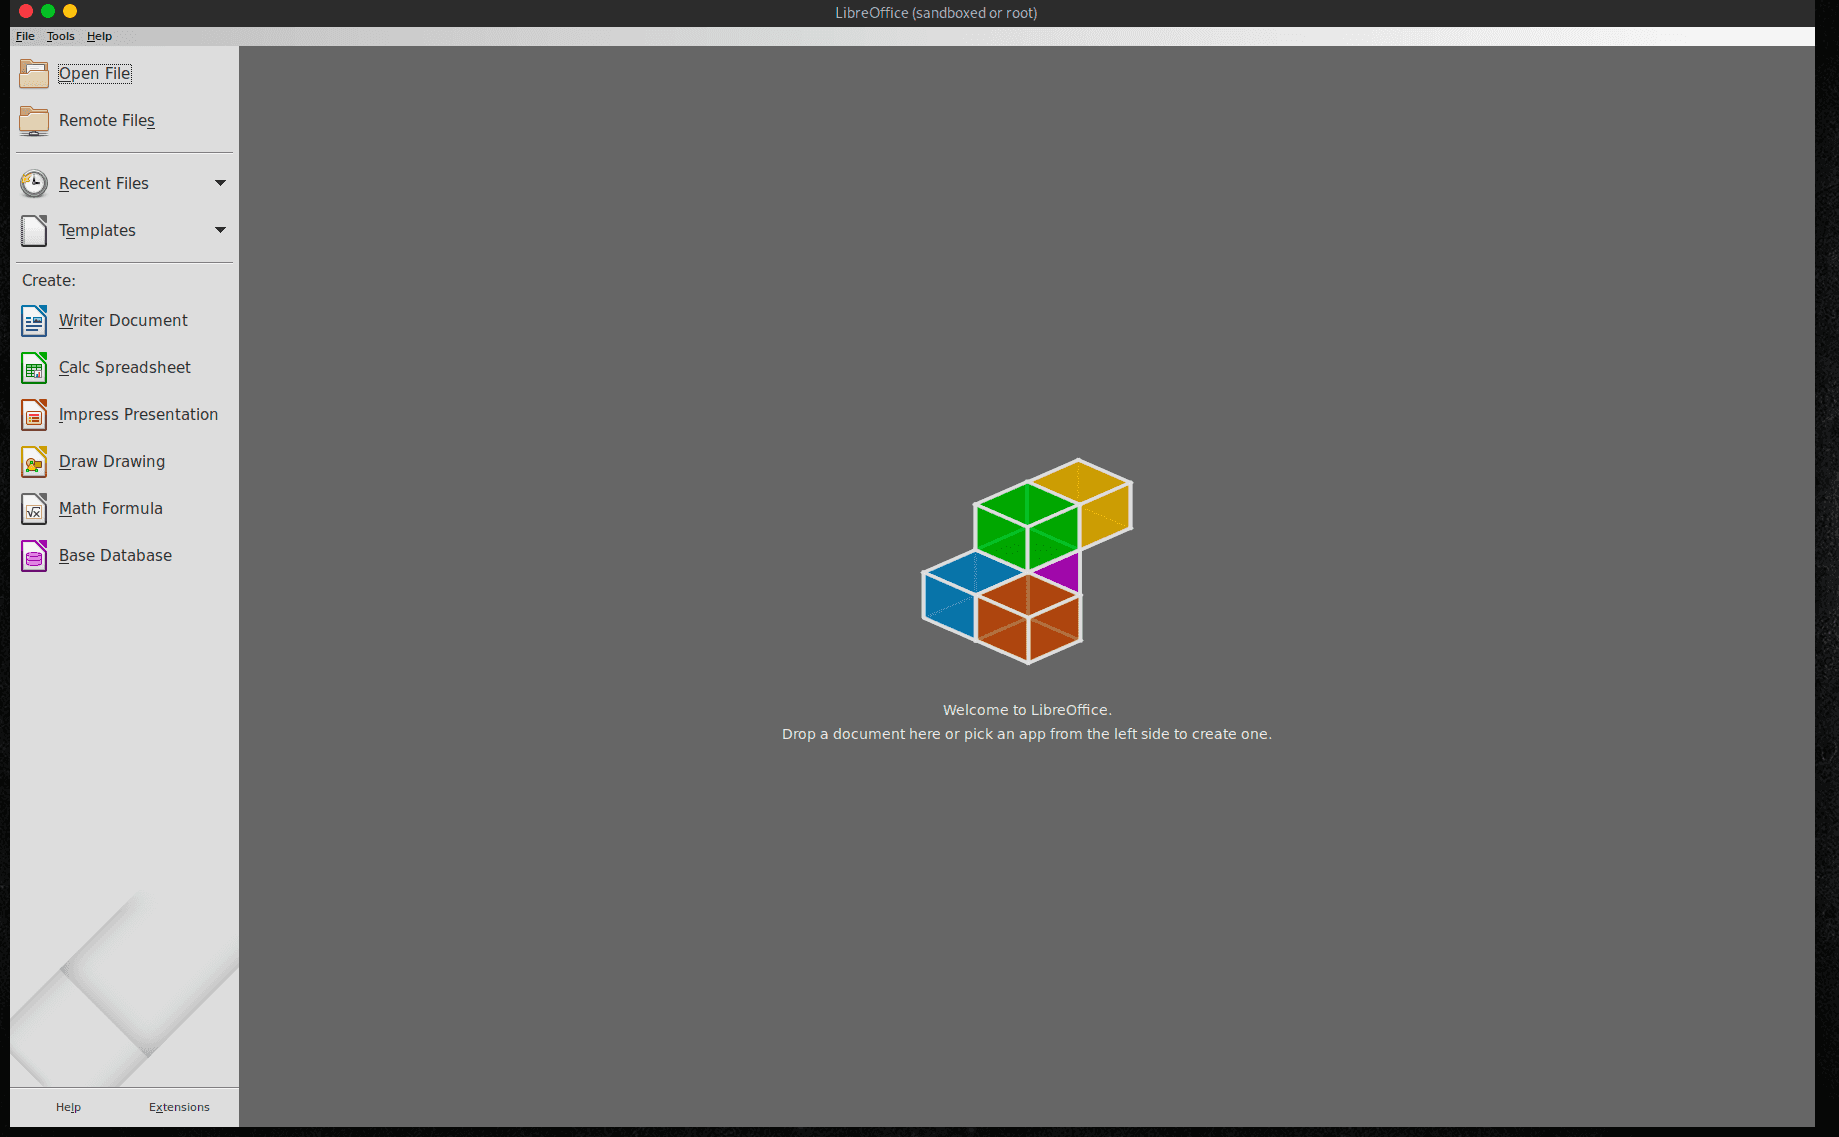 LibreOffice (sandboxed or root)
File Tools Help
Open File
Remote Files
Recent Files
Templates
Create:
Writer Document
Calc Spreadsheet
Impress Presentation
Draw Drawing
Math Formula
Base Database
Welcome to LibreOffice.
Drop a document here or pick an app from the left side to create one.
Help Extensions